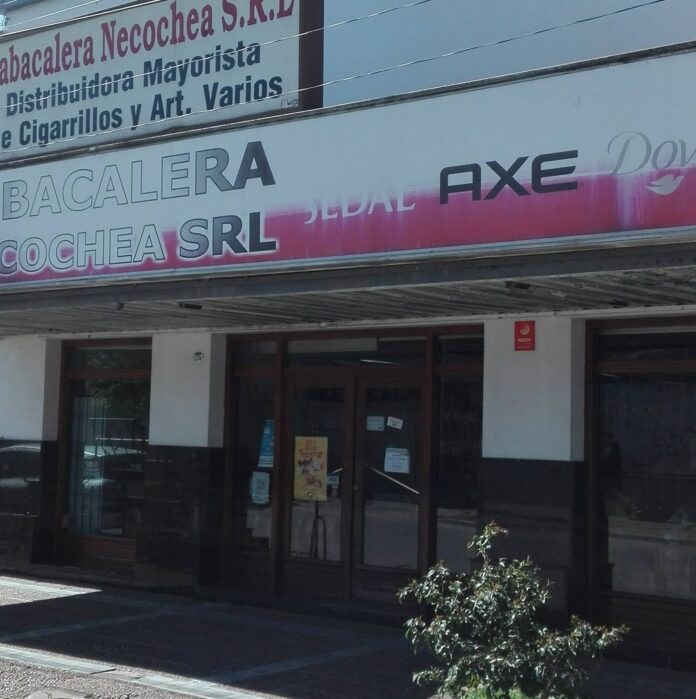 abacalera Necochea S.R.L
Distribuidora Mayorista
e Cigarrillos y Art. Varios
BACALERA
COCHEA SRL
SEDAL
AXE
Dov